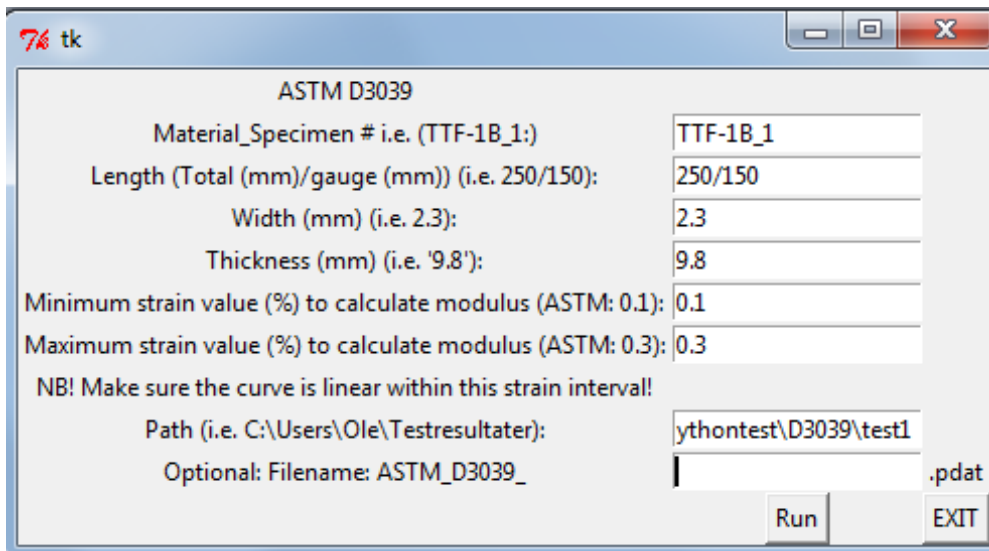 tk
ASTM D3039
Material_Specimen # i.e. (TTF-1B_1:) TTF-1B_1
Length (Total (mm)/gauge (mm)) (i.e. 250/150): 250/150
Width (mm) (i.e. 2.3): 2.3
Thickness (mm) (i.e. '9.8'): 9.8
Minimum strain value (%) to calculate modulus (ASTM: 0.1): 0.1
Maximum strain value (%) to calculate modulus (ASTM: 0.3): 0.3
NB! Make sure the curve is linear within this strain interval!
Path (i.e. C:\Users\Ole\Testresultater): ythontest\D3039\test1
Optional: Filename: ASTM_D3039_ .pdat
Run EXIT